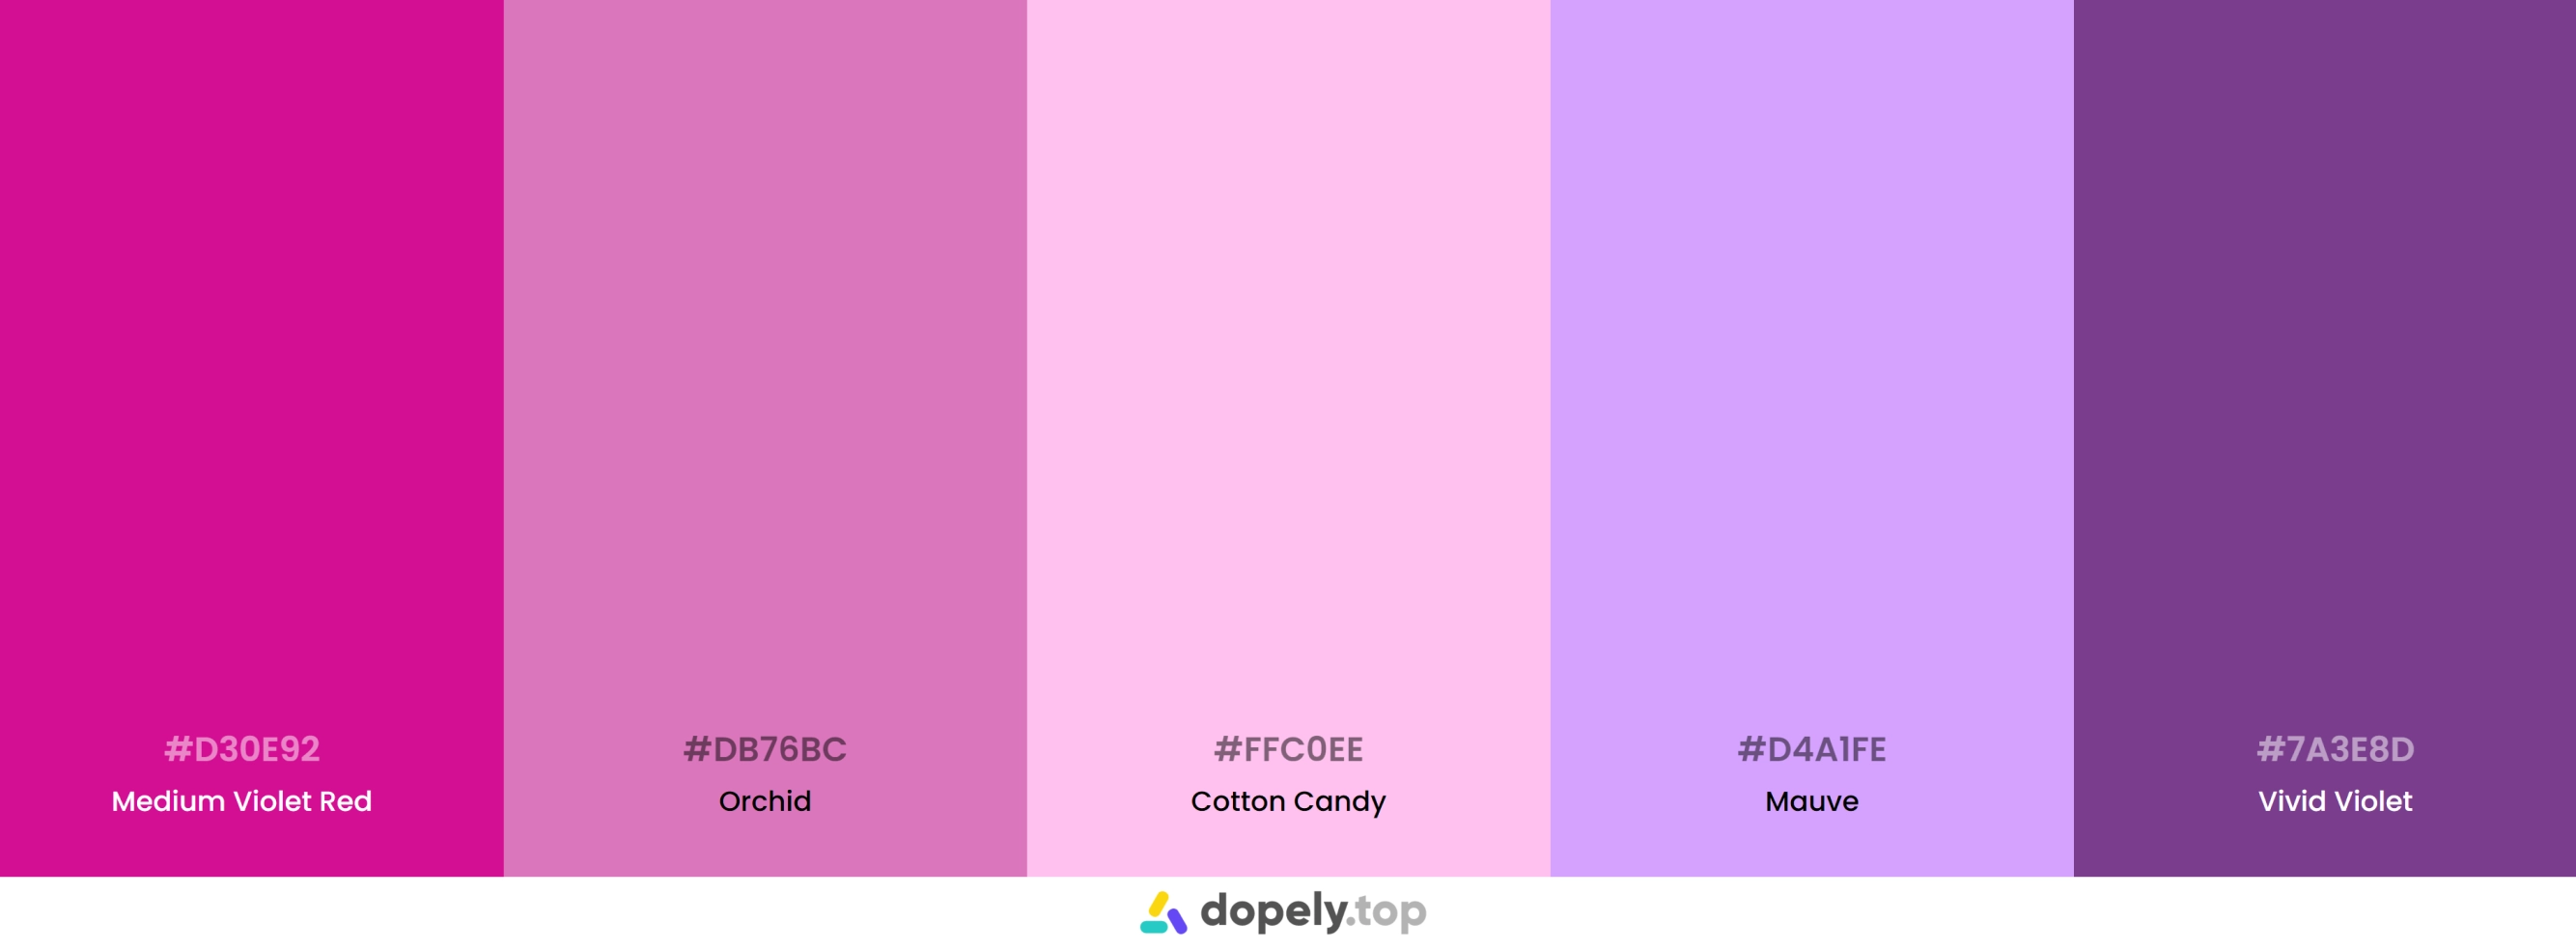 #D30E92
Medium Violet Red
#DB76BC
Orchid
#FFC0EE
Cotton Candy
#D4A1FE
Mauve
#7A3E8D
Vivid Violet
dopely.top